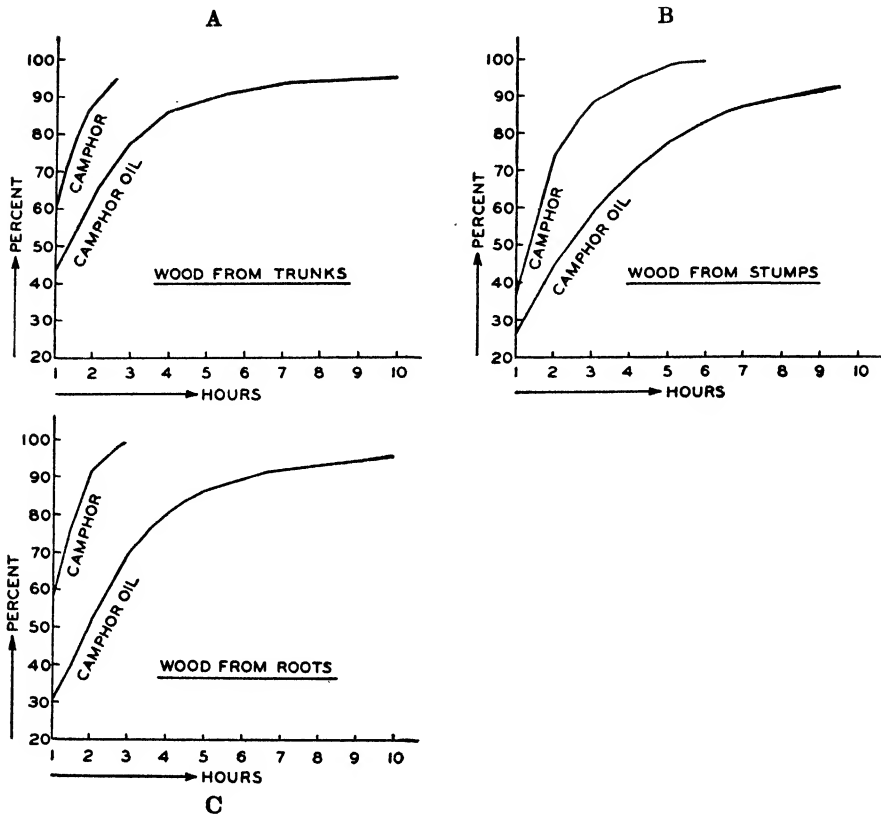 A
100
90
80
70
60
50
40
30
20
PERCENT
CAMPHOR
CAMPHOR OIL
WOOD FROM TRUNKS
1 2 3 4 5 6 7 8 9 10
HOURS
B
100
90
80
70
60
50
40
30
20
PERCENT
CAMPHOR
CAMPHOR OIL
WOOD FROM STUMPS
1 2 3 4 5 6 7 8 9 10
HOURS
100
90
80
70
60
50
40
30
20
PERCENT
CAMPHOR
CAMPHOR OIL
WOOD FROM ROOTS
1 2 3 4 5 6 7 8 9 10
HOURS
C